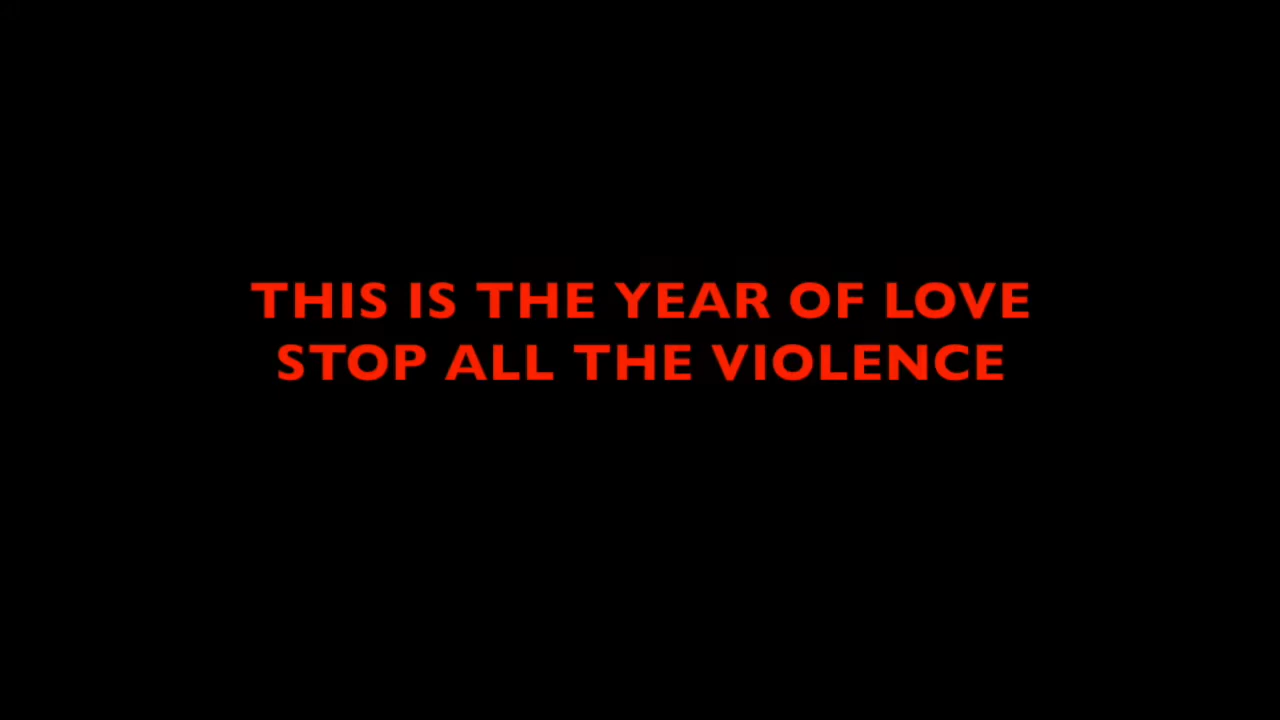 THIS IS THE YEAR OF LOVE
STOP ALL THE VIOLENCE